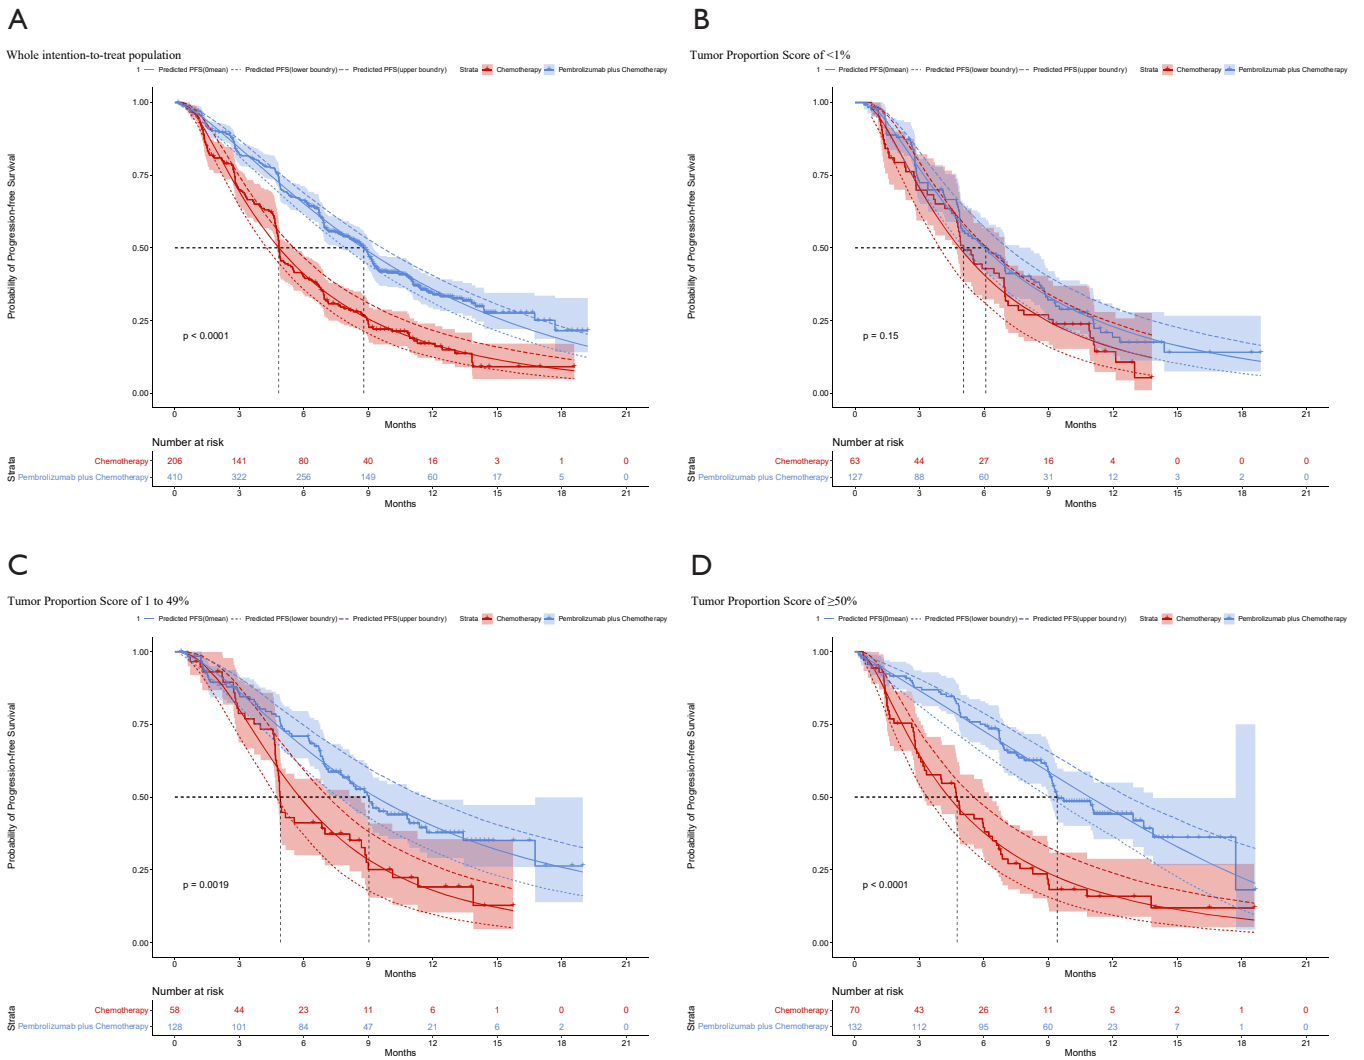 A
Whole intention-to-treat population
1 Predicted PFS(0mean) Predicted PFS(lower boundry) Predicted PFS(upper boundry) Strata Chemotherapy Pembrolizumab plus Chemotherapy
Probability of Progression-free Survival
1.00
0.75
0.50
0.25
0.00
p < 0.0001
0 3 6 9 12 15 18 21
Months
Number at risk
Strata
Chemotherapy 206 141 80 40 16 3 1 0
Pembrolizumab plus Chemotherapy 410 322 256 149 60 17 5 0
0 3 6 9 12 15 18 21
Months
B
Tumor Proportion Score of <1%
1 Predicted PFS(0mean) Predicted PFS(lower boundry) Predicted PFS(upper boundry) Strata Chemotherapy Pembrolizumab plus Chemotherapy
Probability of Progression-free Survival
1.00
0.75
0.50
0.25
0.00
p = 0.15
0 3 6 9 12 15 18 21
Months
Number at risk
Strata
Chemotherapy 63 44 27 16 4 0 0 0
Pembrolizumab plus Chemotherapy 127 88 60 31 12 3 2 0
0 3 6 9 12 15 18 21
Months
C
Tumor Proportion Score of 1 to 49%
1 Predicted PFS(0mean) Predicted PFS(lower boundry) Predicted PFS(upper boundry) Strata Chemotherapy Pembrolizumab plus Chemotherapy
Probability of Progression-free Survival
1.00
0.75
0.50
0.25
0.00
p = 0.0019
0 3 6 9 12 15 18 21
Months
Number at risk
Strata
Chemotherapy 58 44 23 11 6 1 0 0
Pembrolizumab plus Chemotherapy 128 101 84 47 21 6 2 0
0 3 6 9 12 15 18 21
Months
D
Tumor Proportion Score of ≥50%
1 Predicted PFS(0mean) Predicted PFS(lower boundry) Predicted PFS(upper boundry) Strata Chemotherapy Pembrolizumab plus Chemotherapy
Probability of Progression-free Survival
1.00
0.75
0.50
0.25
0.00
p < 0.0001
0 3 6 9 12 15 18 21
Months
Number at risk
Strata
Chemotherapy 70 43 26 11 5 2 1 0
Pembrolizumab plus Chemotherapy 132 112 95 60 23 7 1 0
0 3 6 9 12 15 18 21
Months